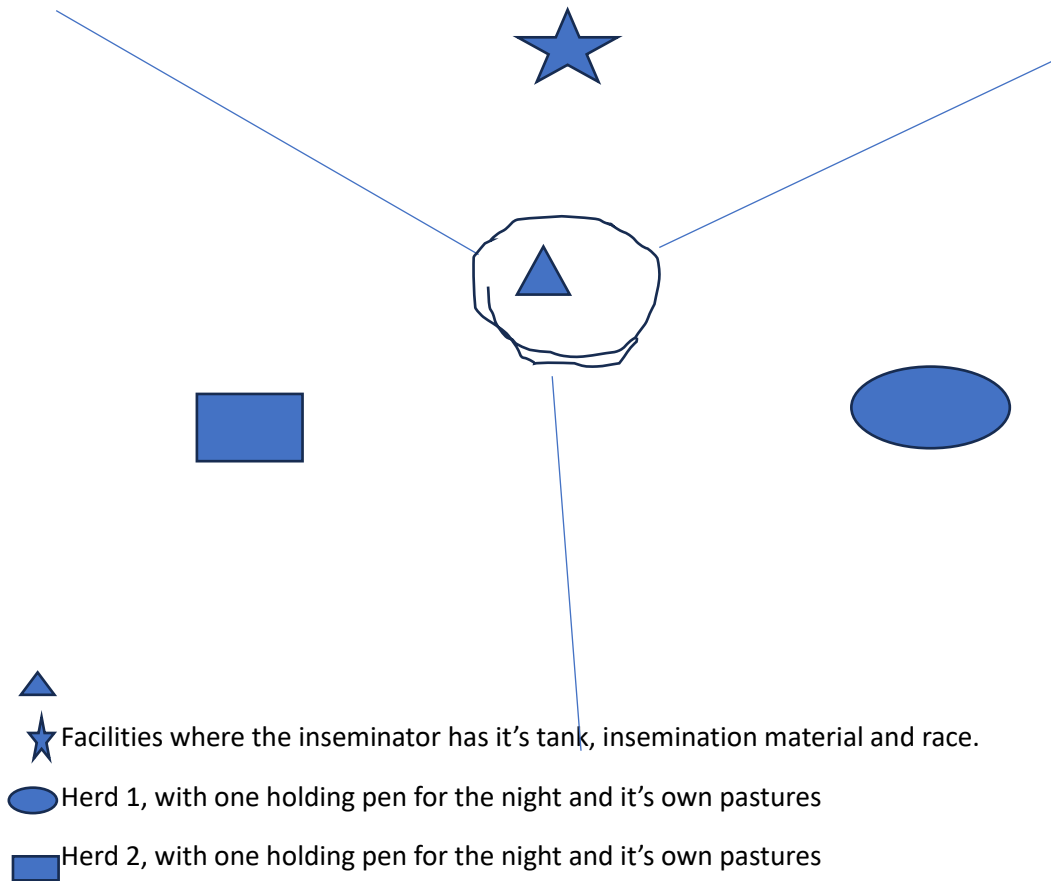 Facilities where the inseminator has it’s tank, insemination material and race.
Herd 1, with one holding pen for the night and it’s own pastures
Herd 2, with one holding pen for the night and it’s own pastures